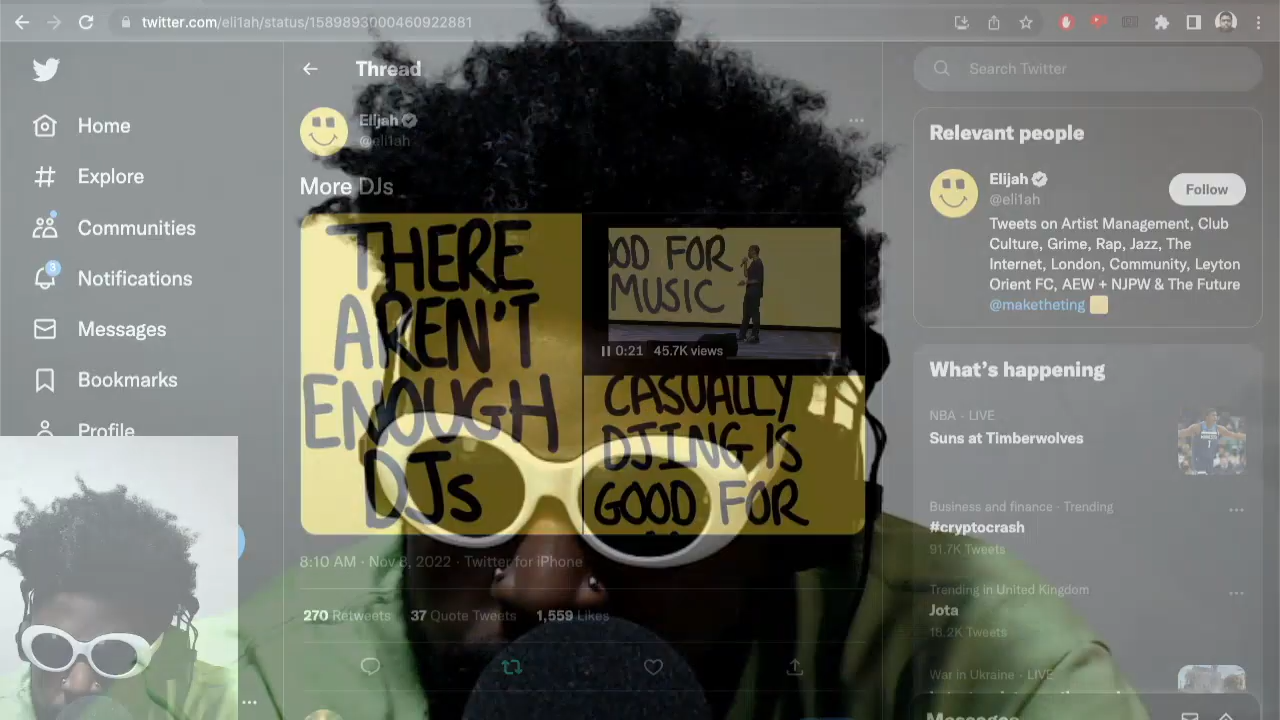 twitter.com/eli1ah/status/1589893000460922881
Home
Explore
Communities
3
Notifications
Messages
Bookmarks
Profile
Thread
Elijah
@eli1ah
More DJs
THERE
AREN'T
ENOUGH
DJs
OOD FOR
MUSIC
0:21 45.7K views
CASUALLY
DJING IS
GOOD FOR
8:10 AM · Nov 8, 2022 · Twitter for iPhone
270 Retweets 37 Quote Tweets 1,559 Likes
Search Twitter
Relevant people
Elijah
@eli1ah
Follow
Tweets on Artist Management, Club
Culture, Grime, Rap, Jazz, The
Internet, London, Community, Leyton
Orient FC, AEW + NJPW & The Future
@maketheting
What's happening
NBA · LIVE
Suns at Timberwolves
Business and finance · Trending
#cryptocrash
91.7K Tweets
Trending in United Kingdom
Jota
16.2K Tweets
War in Ukraine · LIVE
Messages